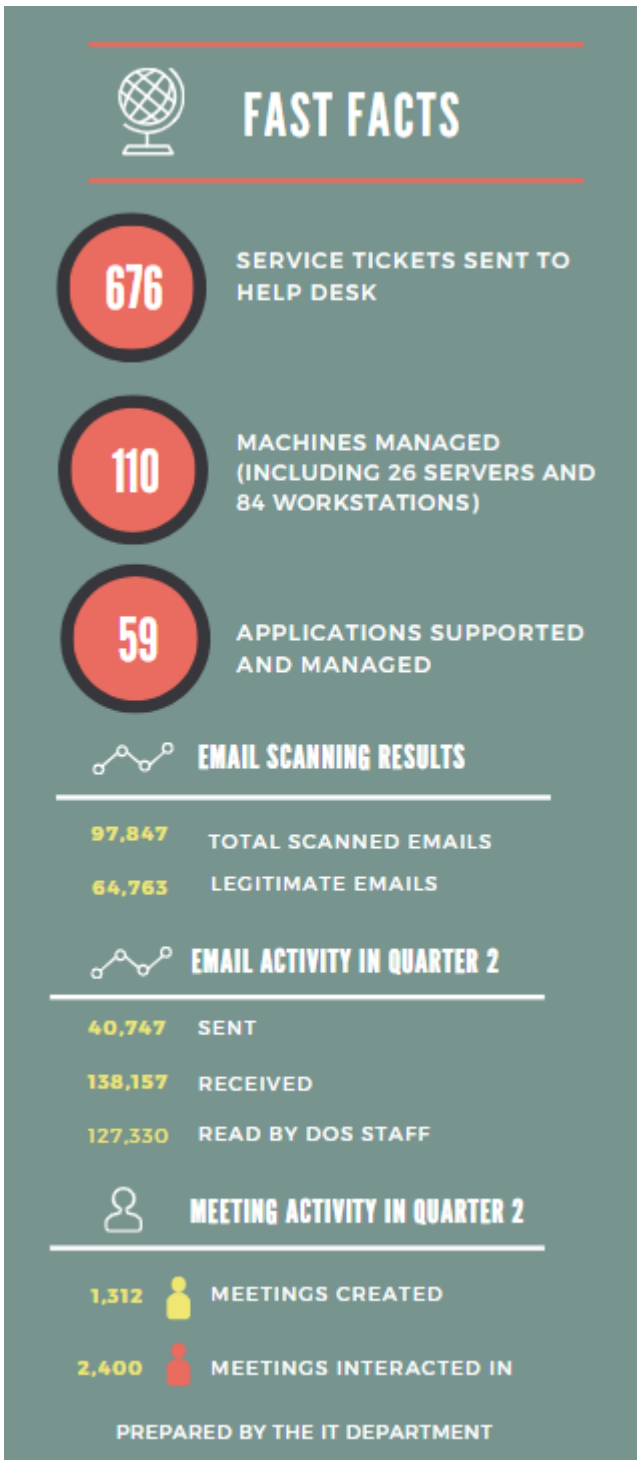 FAST FACTS
676
SERVICE TICKETS SENT TO
HELP DESK
110
MACHINES MANAGED
(INCLUDING 26 SERVERS AND
84 WORKSTATIONS)
59
APPLICATIONS SUPPORTED
AND MANAGED
EMAIL SCANNING RESULTS
97,847 TOTAL SCANNED EMAILS
64,763 LEGITIMATE EMAILS
EMAIL ACTIVITY IN QUARTER 2
40,747 SENT
138,157 RECEIVED
127,330 READ BY DOS STAFF
MEETING ACTIVITY IN QUARTER 2
1,312 MEETINGS CREATED
2,400 MEETINGS INTERACTED IN
PREPARED BY THE IT DEPARTMENT